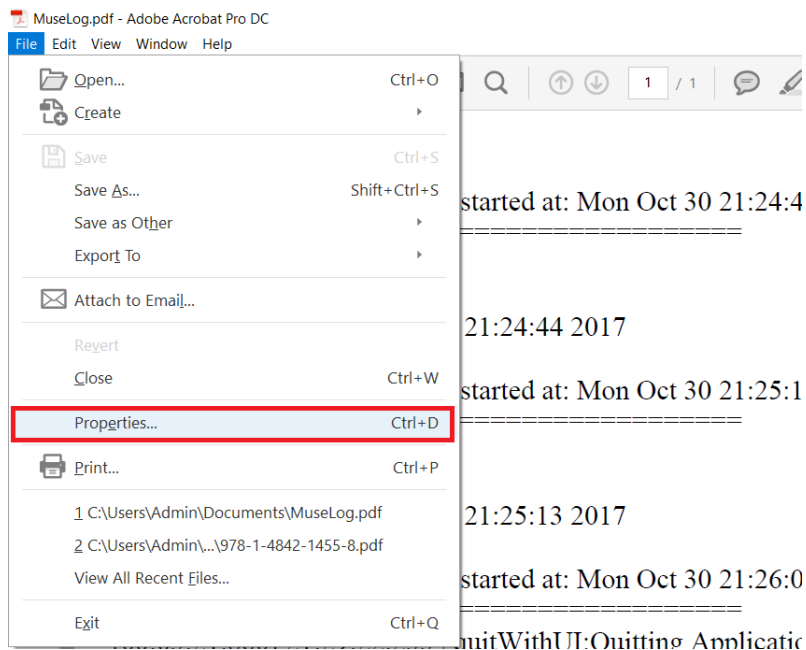 MuseLog.pdf - Adobe Acrobat Pro DC
File Edit View Window Help
Open... Ctrl+O
Create
Save Ctrl+S
Save As... Shift+Ctrl+S
Save as Other
Export To
Attach to Email...
Revert
Close Ctrl+W
Properties... Ctrl+D
Print... Ctrl+P
1 C:\Users\Admin\Documents\MuseLog.pdf
2 C:\Users\Admin\...\978-1-4842-1455-8.pdf
View All Recent Files...
Exit Ctrl+Q
1 / 1
started at: Mon Oct 30 21:24:4
===================
21:24:44 2017
started at: Mon Oct 30 21:25:1
===================
21:25:13 2017
started at: Mon Oct 30 21:26:0
===================
quitWithUI:Quitting Applicatio